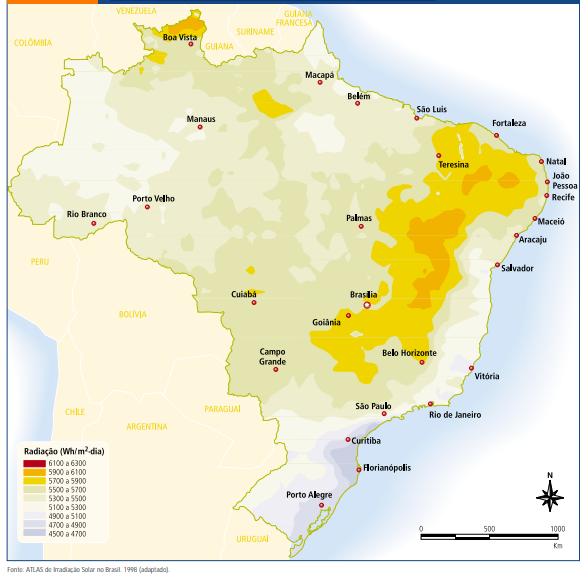 VENEZUELA
GUIANA
FRANCESA
SURINAME
COLÔMBIA
Boa Vista
GUIANA
Macapá
Belém
São Luis
Manaus
Fortaleza
Teresina
Natal
João
Pessoa
Recife
Porto Velho
Rio Branco
Palmas
Maceió
Aracaju
PERU
Salvador
Cuiabá
Brasília
BOLÍVIA
Goiânia
Campo
Grande
Belo Horizonte
Vitória
CHILE
PARAGUAÍ
São Paulo
Rio de Janeiro
ARGENTINA
Curitiba
Florianópolis
Porto Alegre
URUGUAÍ
Radiação (Wh/m²-dia)
6100 a 6300
5900 a 6100
5700 a 5900
5500 a 5700
5300 a 5500
5100 a 5300
4900 a 5100
4700 a 4900
4500 a 4700
N
0 500 1000
Km
Fonte: ATLAS de Irradiação Solar no Brasil. 1998 (adaptado).